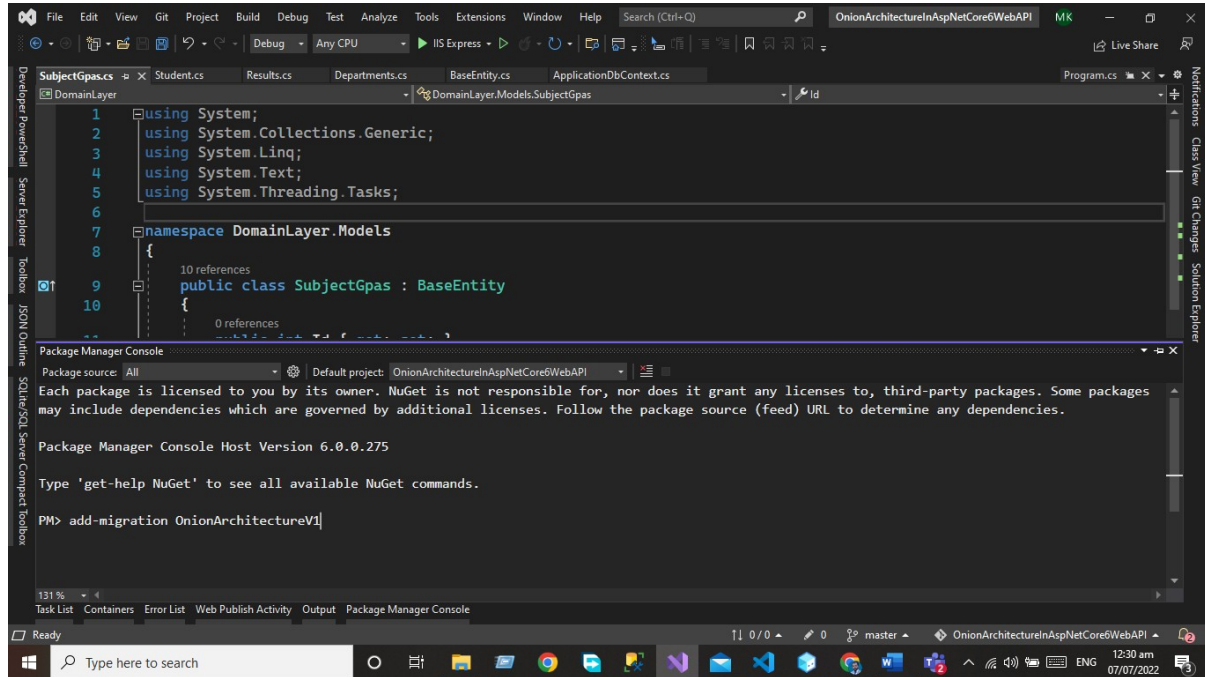 File Edit View Git Project Build Debug Test Analyze Tools Extensions Window Help Search (Ctrl+Q) OnionArchitectureInAspNetCore6WebAPI MK
Debug Any CPU IIS Express Live Share
SubjectGpas.cs Student.cs Results.cs Departments.cs BaseEntity.cs ApplicationDbContext.cs Program.cs
DomainLayer DomainLayer.Models.SubjectGpas Id
1 using System;
2 using System.Collections.Generic;
3 using System.Linq;
4 using System.Text;
5 using System.Threading.Tasks;
6
7 namespace DomainLayer.Models
8 {
10 references
9 public class SubjectGpas : BaseEntity
10 {
0 references
11 public int Id { get; set; }
Package Manager Console
Package source: All Default project: OnionArchitectureInAspNetCore6WebAPI
Each package is licensed to you by its owner. NuGet is not responsible for, nor does it grant any licenses to, third-party packages. Some packages
may include dependencies which are governed by additional licenses. Follow the package source (feed) URL to determine any dependencies.
Package Manager Console Host Version 6.0.0.275
Type 'get-help NuGet' to see all available NuGet commands.
PM> add-migration OnionArchitectureV1
131 %
Task List Containers Error List Web Publish Activity Output Package Manager Console
Ready 0 / 0 0 master OnionArchitectureInAspNetCore6WebAPI 2
Type here to search 2 ENG 12:30 am 3
07/07/2022
Developer PowerShell
Server Explorer
Toolbox
JSON Outline
SQLite/SQL Server Compact Toolbox
Notifications
Class View
Git Changes
Solution Explorer